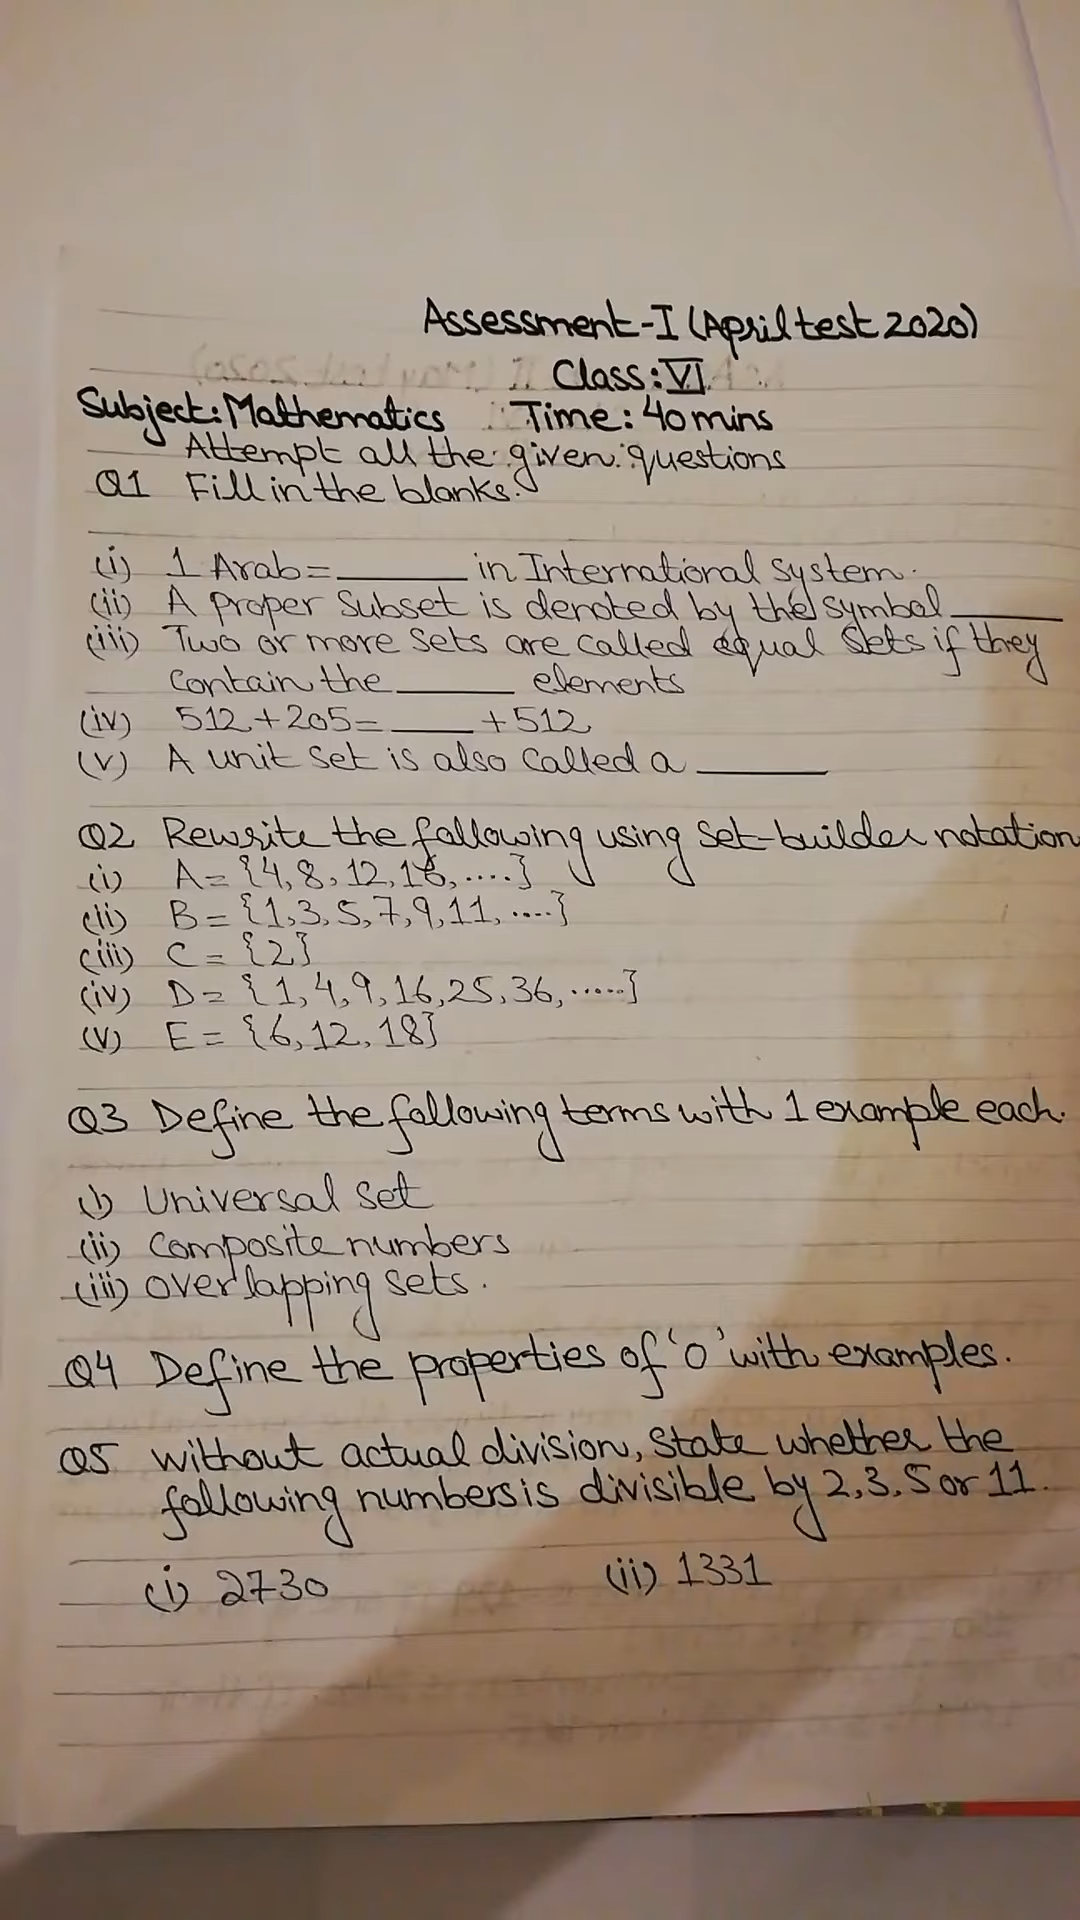 Assessment-I (April test 2020)
Class: VI
Subject: Mathematics Time: 40 mins
Attempt all the given questions
Q1 Fill in the blanks.
(i) 1 Arab = ______ in International system.
(ii) A proper subset is denoted by the symbol ______
(iii) Two or more sets are called equal sets if they
contain the ______ elements
(iv) 512 + 205 = ____ + 512
(v) A unit set is also called a ______
Q2 Rewrite the following using set-builder notation
(i) A = {4, 8, 12, 16, ....}
(ii) B = {1, 3, 5, 7, 9, 11, ....}
(iii) C = {2}
(iv) D = {1, 4, 9, 16, 25, 36, .....}
(v) E = {6, 12, 18}
Q3 Define the following terms with 1 example each.
(i) Universal set
(ii) Composite numbers
(iii) overlapping sets.
Q4 Define the properties of 'o' with examples.
Q5 without actual division, state whether the
following numbers is divisible by 2, 3, 5 or 11.
(i) 2730 (ii) 1331